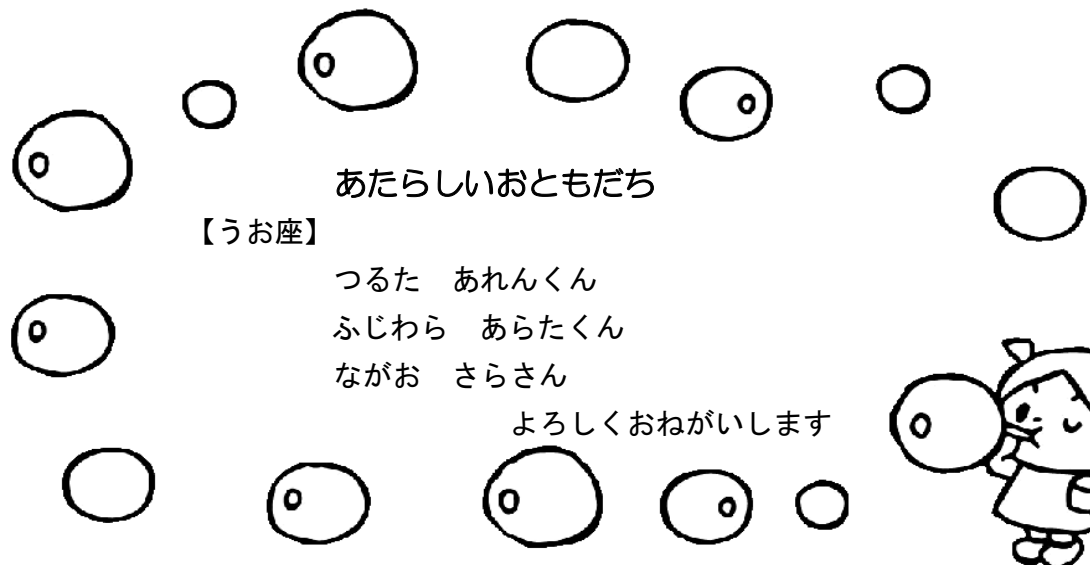 あたらしいおともだち
【うお座】
つるた　あれんくん
ふじわら　あらたくん
ながお　さらさん
よろしくおねがいします